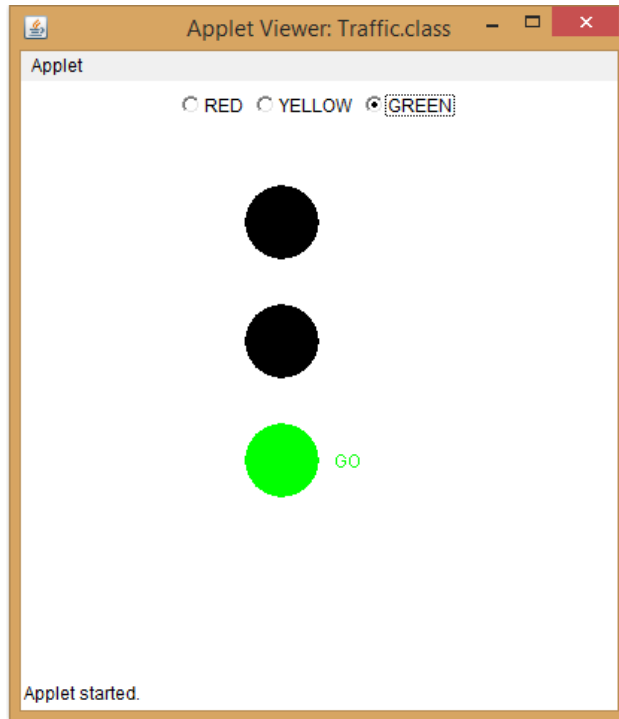 Applet Viewer: Traffic.class
Applet
RED YELLOW GREEN
GO
Applet started.